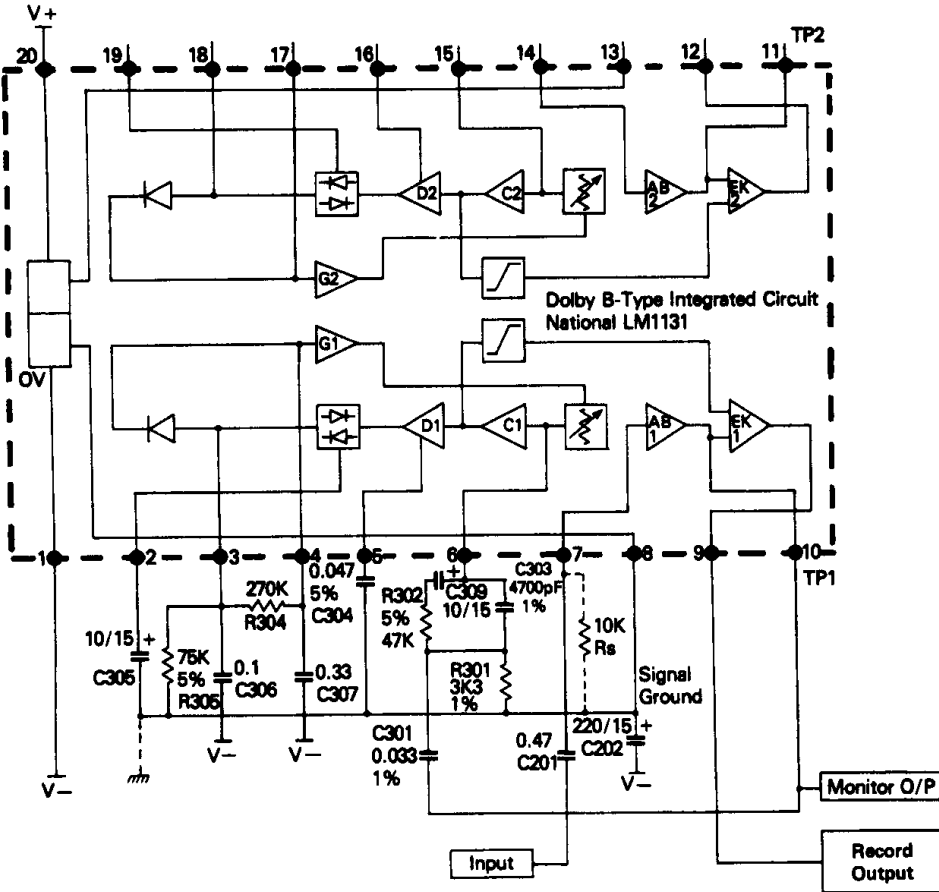 V+
20
19
18
17
16
15
14
13
12
11
TP2
D2
C2
AB
2
EK
2
G2
Dolby B-Type Integrated Circuit
National LM1131
G1
OV
D1
C1
AB
1
EK
1
1
2
3
4
5
6
7
8
9
10
TP1
270K
R304
0.047
5%
C304
R302
5%
47K
+
C309
10/15
C303
4700pF
1%
10K
Rs
10/15 +
C305
75K
5%
R305
0.1
C306
0.33
C307
R301
3K3
1%
Signal
Ground
C301
0.033
1%
0.47
C201
220/15 +
C202
V−
V−
V−
V−
Monitor O/P
Input
Record
Output